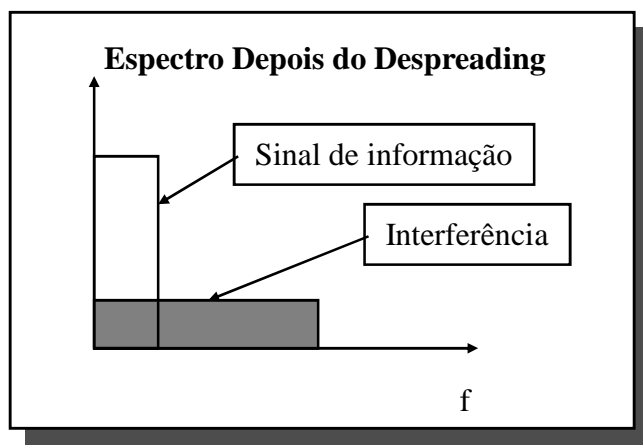 Espectro Depois do Despreading
Sinal de informação
Interferência
f